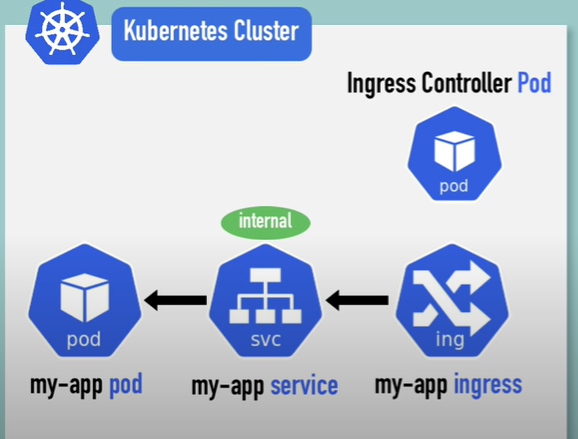 Kubernetes Cluster
Ingress Controller Pod
pod
internal
pod
svc
ing
my-app pod
my-app service
my-app ingress